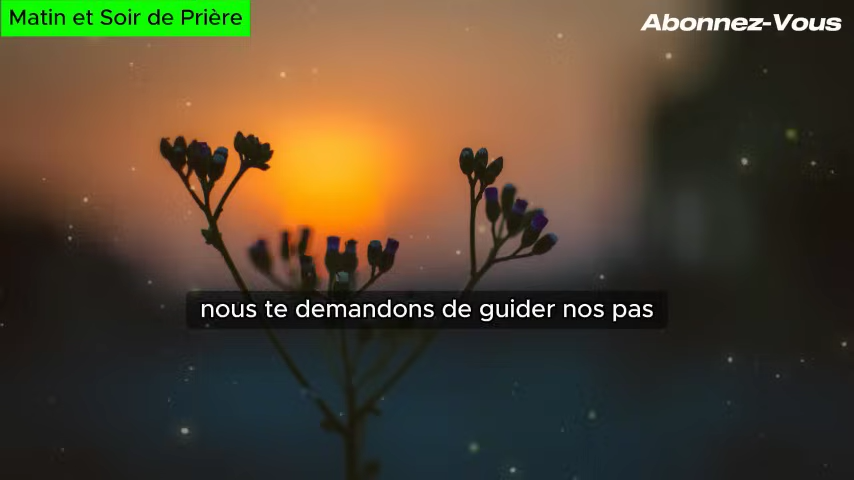 Matin et Soir de Prière
Abonnez-Vous
nous te demandons de guider nos pas